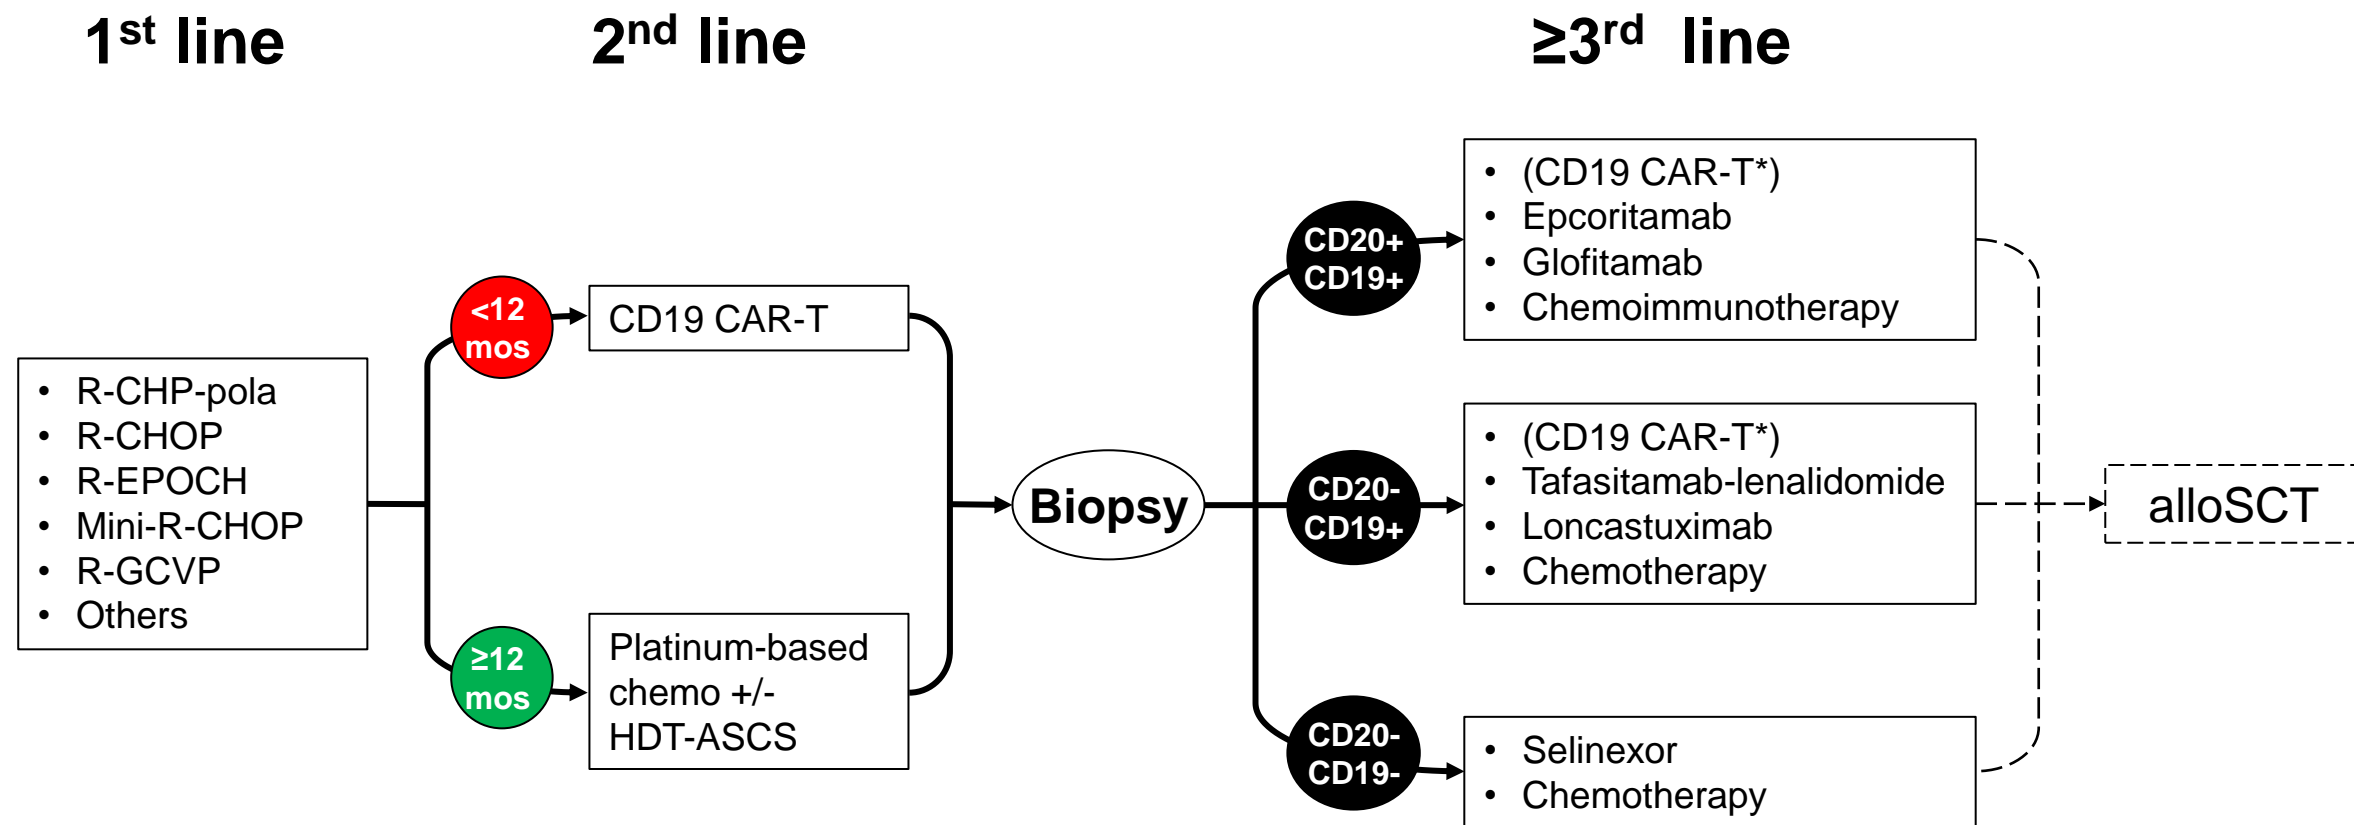 1st line
2nd line
≥3rd line
• R-CHP-pola
• R-CHOP
• R-EPOCH
• Mini-R-CHOP
• R-GCVP
• Others
<12
mos
CD19 CAR-T
≥12
mos
Platinum-based
chemo +/-
HDT-ASCS
Biopsy
CD20+
CD19+
• (CD19 CAR-T*)
• Epcoritamab
• Glofitamab
• Chemoimmunotherapy
CD20-
CD19+
• (CD19 CAR-T*)
• Tafasitamab-lenalidomide
• Loncastuximab
• Chemotherapy
CD20-
CD19-
• Selinexor
• Chemotherapy
alloSCT